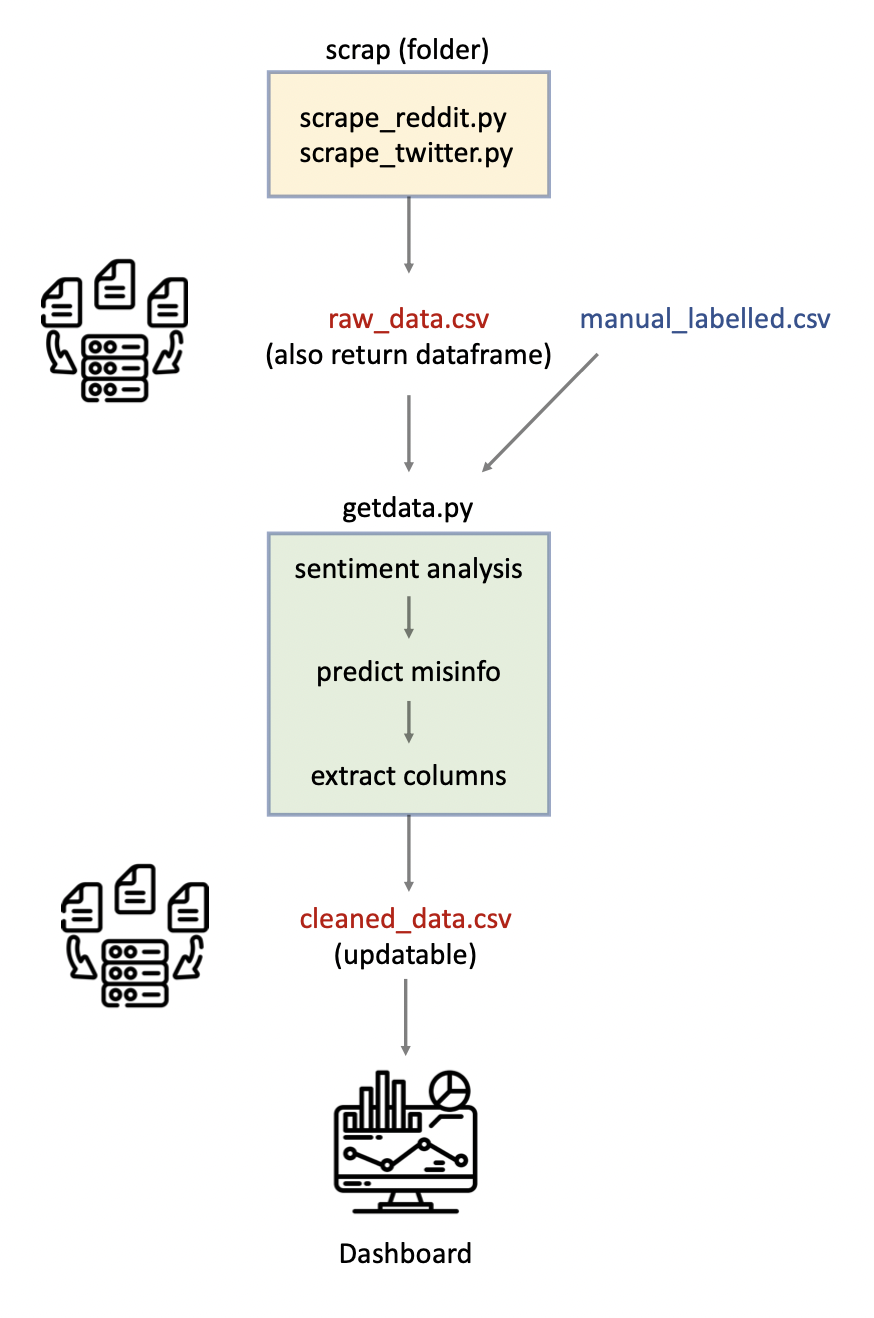 scrap (folder)
scrape_reddit.py
scrape_twitter.py
raw_data.csv
(also return dataframe)
manual_labelled.csv
getdata.py
sentiment analysis
predict misinfo
extract columns
cleaned_data.csv
(updatable)
Dashboard